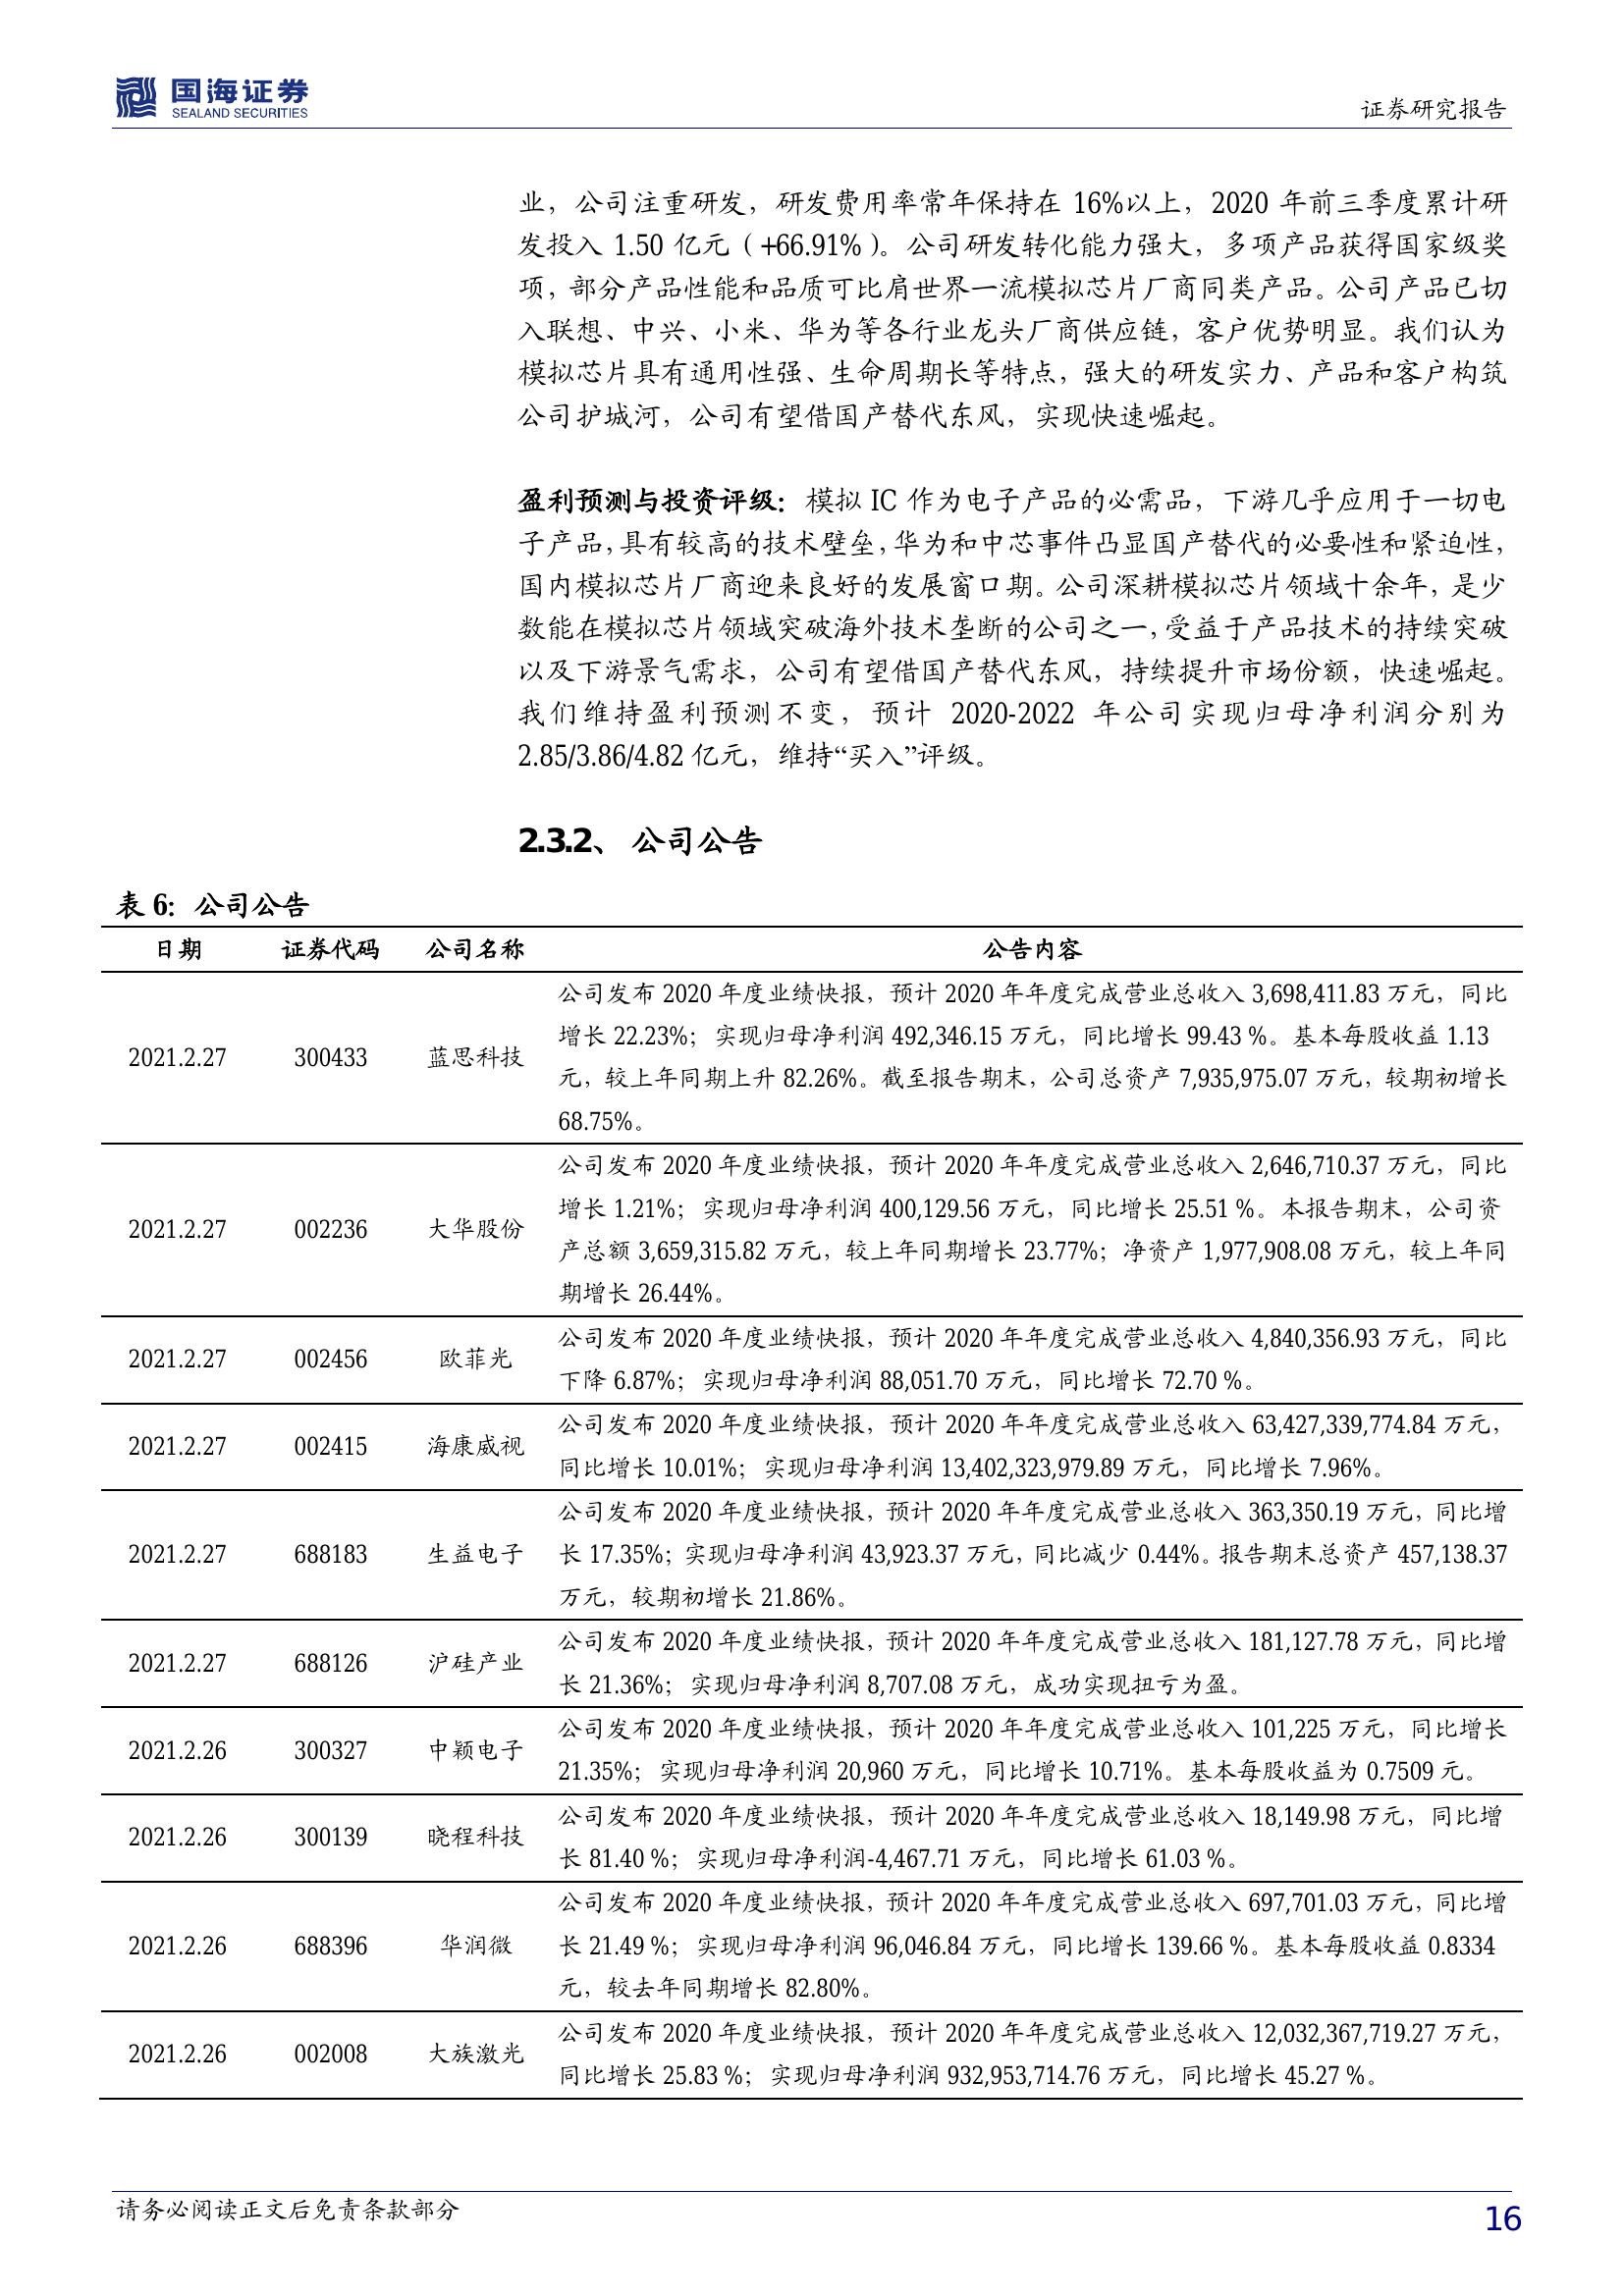 国海证券
SEALAND SECURITIES
证券研究报告
业，公司注重研发，研发费用率常年保持在 16%以上，2020 年前三季度累计研
发投入 1.50 亿元（+66.91%）。公司研发转化能力强大，多项产品获得国家级奖
项，部分产品性能和品质可比肩世界一流模拟芯片厂商同类产品。公司产品已切
入联想、中兴、小米、华为等各行业龙头厂商供应链，客户优势明显。我们认为
模拟芯片具有通用性强、生命周期长等特点，强大的研发实力、产品和客户构筑
公司护城河，公司有望借国产替代东风，实现快速崛起。
盈利预测与投资评级：模拟 IC 作为电子产品的必需品，下游几乎应用于一切电
子产品，具有较高的技术壁垒，华为和中芯事件凸显国产替代的必要性和紧迫性，
国内模拟芯片厂商迎来良好的发展窗口期。公司深耕模拟芯片领域十余年，是少
数能在模拟芯片领域突破海外技术垄断的公司之一，受益于产品技术的持续突破
以及下游景气需求，公司有望借国产替代东风，持续提升市场份额，快速崛起。
我们维持盈利预测不变，预计 2020-2022 年公司实现归母净利润分别为
2.85/3.86/4.82 亿元，维持“买入”评级。
2.3.2、 公司公告
表 6：公司公告
日期 证券代码 公司名称 公告内容
公司发布 2020 年度业绩快报，预计 2020 年年度完成营业总收入 3,698,411.83 万元，同比
增长 22.23%；实现归母净利润 492,346.15 万元，同比增长 99.43 %。基本每股收益 1.13
2021.2.27 300433 蓝思科技
元，较上年同期上升 82.26%。截至报告期末，公司总资产 7,935,975.07 万元，较期初增长
68.75%。
公司发布 2020 年度业绩快报，预计 2020 年年度完成营业总收入 2,646,710.37 万元，同比
增长 1.21%；实现归母净利润 400,129.56 万元，同比增长 25.51 %。本报告期末，公司资
2021.2.27 002236 大华股份
产总额 3,659,315.82 万元，较上年同期增长 23.77%；净资产 1,977,908.08 万元，较上年同
期增长 26.44%。
公司发布 2020 年度业绩快报，预计 2020 年年度完成营业总收入 4,840,356.93 万元，同比
2021.2.27 002456 欧菲光
下降 6.87%；实现归母净利润 88,051.70 万元，同比增长 72.70 %。
公司发布 2020 年度业绩快报，预计 2020 年年度完成营业总收入 63,427,339,774.84 万元，
2021.2.27 002415 海康威视
同比增长 10.01%；实现归母净利润 13,402,323,979.89 万元，同比增长 7.96%。
公司发布 2020 年度业绩快报，预计 2020 年年度完成营业总收入 363,350.19 万元，同比增
2021.2.27 688183 生益电子 长 17.35%；实现归母净利润 43,923.37 万元，同比减少 0.44%。报告期末总资产 457,138.37
万元，较期初增长 21.86%。
公司发布 2020 年度业绩快报，预计 2020 年年度完成营业总收入 181,127.78 万元，同比增
2021.2.27 688126 沪硅产业
长 21.36%；实现归母净利润 8,707.08 万元，成功实现扭亏为盈。
公司发布 2020 年度业绩快报，预计 2020 年年度完成营业总收入 101,225 万元，同比增长
2021.2.26 300327 中颖电子
21.35%；实现归母净利润 20,960 万元，同比增长 10.71%。基本每股收益为 0.7509 元。
公司发布 2020 年度业绩快报，预计 2020 年年度完成营业总收入 18,149.98 万元，同比增
2021.2.26 300139 晓程科技
长 81.40 %；实现归母净利润-4,467.71 万元，同比增长 61.03 %。
公司发布 2020 年度业绩快报，预计 2020 年年度完成营业总收入 697,701.03 万元，同比增
2021.2.26 688396 华润微 长 21.49 %；实现归母净利润 96,046.84 万元，同比增长 139.66 %。基本每股收益 0.8334
元，较去年同期增长 82.80%。
公司发布 2020 年度业绩快报，预计 2020 年年度完成营业总收入 12,032,367,719.27 万元，
2021.2.26 002008 大族激光
同比增长 25.83 %；实现归母净利润 932,953,714.76 万元，同比增长 45.27 %。
请务必阅读正文后免责条款部分
16